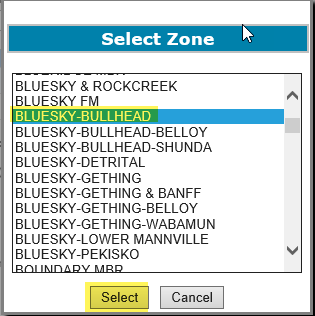 Select Zone
BLUESKY & ROCKCREEK
BLUESKY FM
BLUESKY-BULLHEAD
BLUESKY-BULLHEAD-BELLOY
BLUESKY-BULLHEAD-SHUNDA
BLUESKY-DETRITAL
BLUESKY-GETHING
BLUESKY-GETHING & BANFF
BLUESKY-GETHING-BELLOY
BLUESKY-GETHING-WABAMUN
BLUESKY-LOWER MANNVILLE
BLUESKY-PEKISKO
BOUNDARY MBR
Select
Cancel